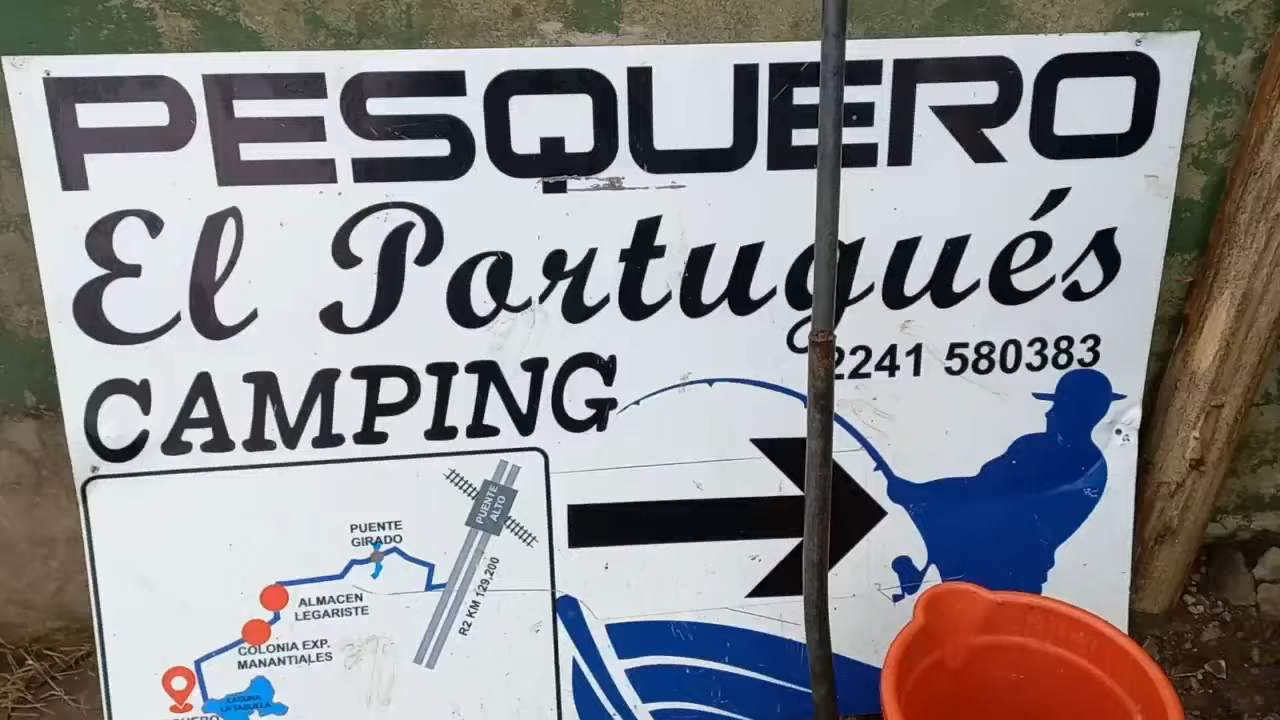 PESQUERO
El Portugués
2241 580383
CAMPING
PUENTE
ALTO
PUENTE
GIRADO
R2 KM 129,200
ALMACEN
LEGARISTE
COLONIA EXP.
MANANTIALES
LAGUNA